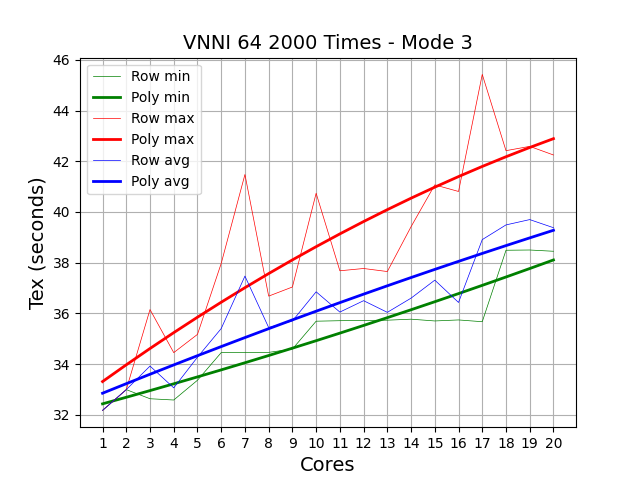 VNNI 64 2000 Times - Mode 3
Row min
Poly min
Row max
Poly max
Row avg
Poly avg
46
44
42
40
38
36
34
32
Tex (seconds)
1 2 3 4 5 6 7 8 9 10 11 12 13 14 15 16 17 18 19 20
Cores